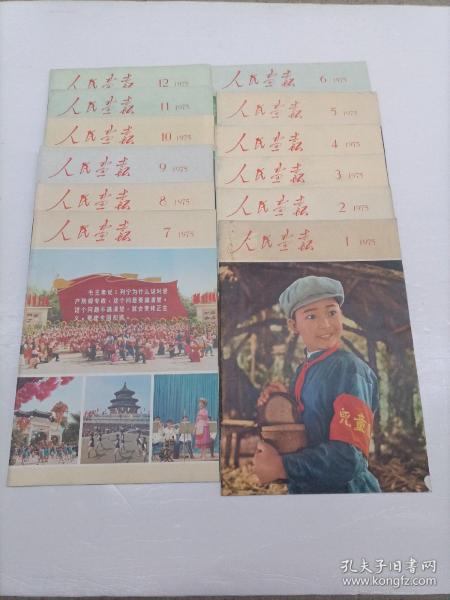 人民画报 12 1975
人民画报 11 1975
人民画报 10 1975
人民画报 9 1975
人民画报 8 1975
人民画报 7 1975
毛主席说：列宁为什么说对资
产阶级专政，这个问题要搞清楚。
这个问题不搞清楚，就会变修正主
义。要使全国知道。
人民画报 6 1975
人民画报 5 1975
人民画报 4 1975
人民画报 3 1975
人民画报 2 1975
人民画报 1 1975
儿童
孔夫子旧书网
www.kongfz.com